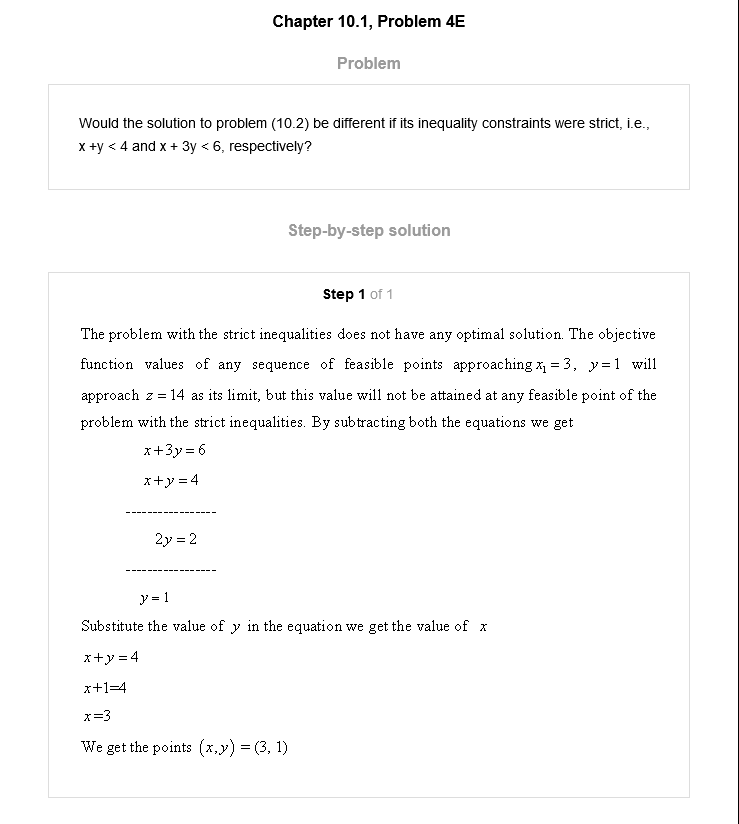 Chapter 10.1, Problem 4E
Problem
Would the solution to problem (10.2) be different if its inequality constraints were strict, i.e.,
x +y < 4 and x + 3y < 6, respectively?
Step-by-step solution
Step 1 of 1
The problem with the strict inequalities does not have any optimal solution. The objective
function values of any sequence of feasible points approaching x₁ = 3, y = 1 will
approach z = 14 as its limit, but this value will not be attained at any feasible point of the
problem with the strict inequalities. By subtracting both the equations we get
x+3y = 6
x+y = 4
-----------------
2y = 2
-----------------
y = 1
Substitute the value of y in the equation we get the value of x
x+y = 4
x+1=4
x=3
We get the points (x,y) = (3, 1)